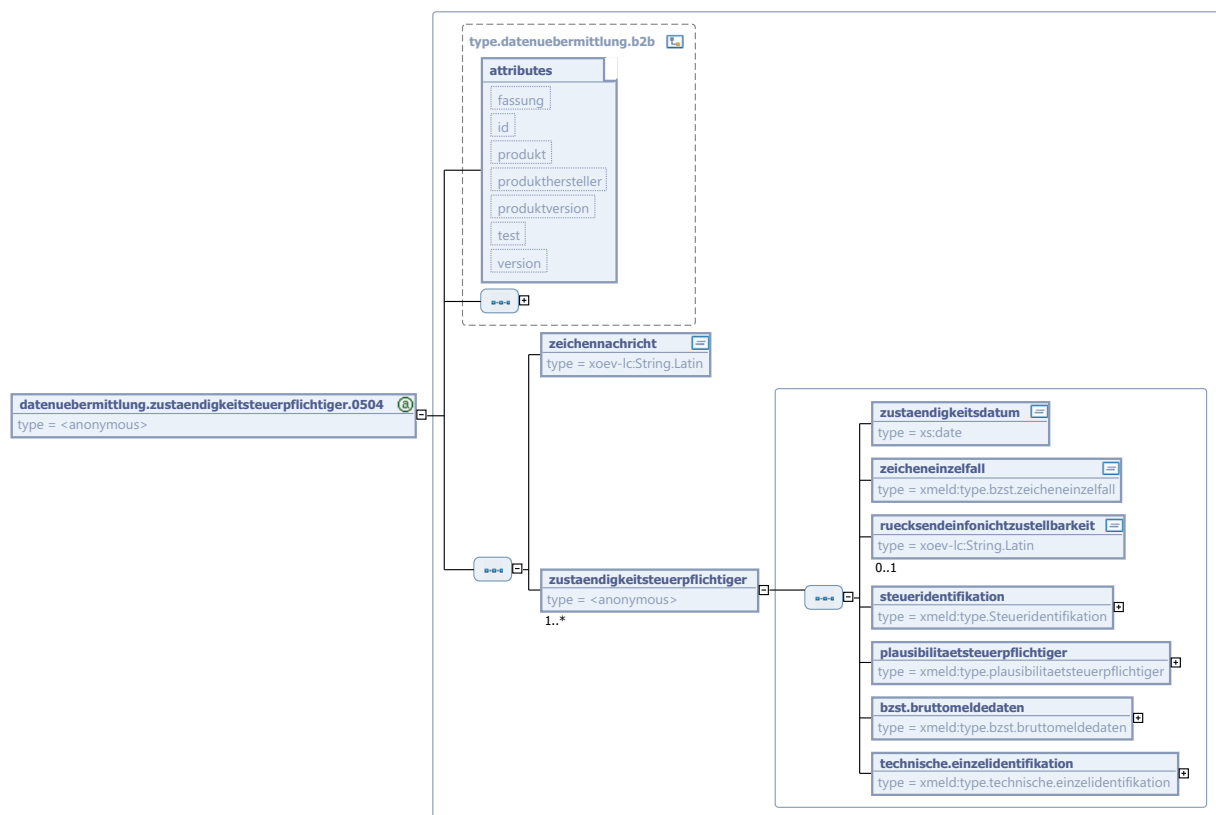 type.datenuebermittlung.b2b
attributes
fassung
id
produkt
produkthersteller
produktversion
test
version
zeichennachricht
type = xoev-lc:String.Latin
datenuebermittlung.zustaendigkeitsteuerpflichtiger.0504
type = <anonymous>
zustaendigkeitsteuerpflichtiger
type = <anonymous>
1..*
zustaendigkeitsdatum
type = xs:date
zeicheneinzelfall
type = xmeld:type.bzst.zeicheneinzelfall
ruecksendeinfonichtzustellbarkeit
type = xoev-lc:String.Latin
0..1
steueridentifikation
type = xmeld:type.Steueridentifikation
plausibilitaetsteuerpflichtiger
type = xmeld:type.plausibilitaetsteuerpflichtiger
bzst.bruttomeldedaten
type = xmeld:type.bzst.bruttomeldedaten
technische.einzelidentifikation
type = xmeld:type.technische.einzelidentifikation